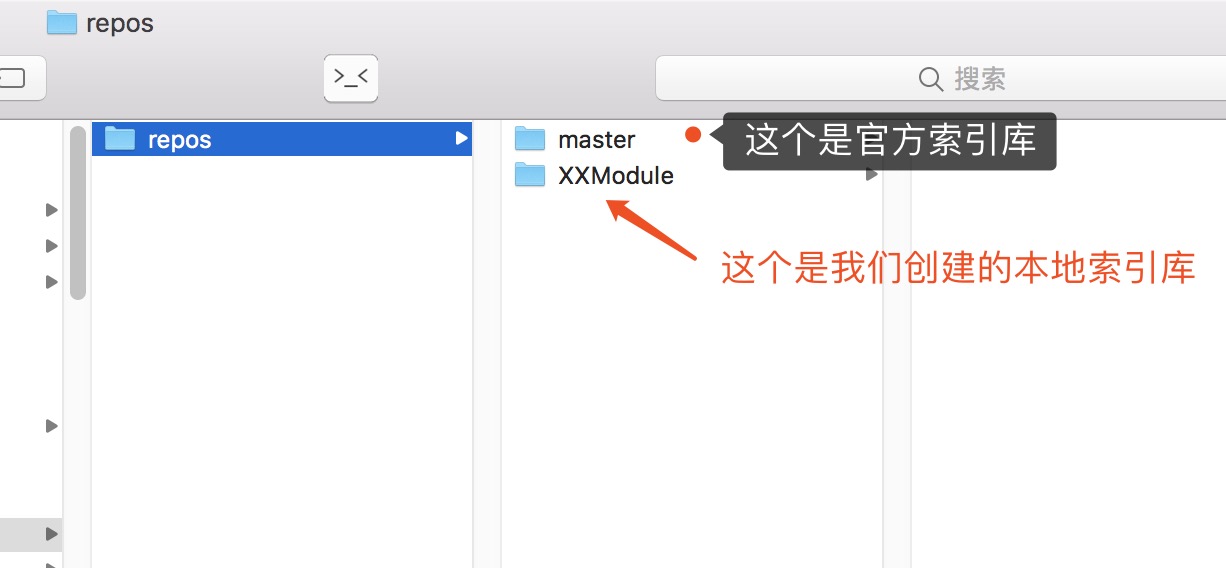 repos
>_<
搜索
repos
master
这个是官方索引库
XXModule
这个是我们创建的本地索引库